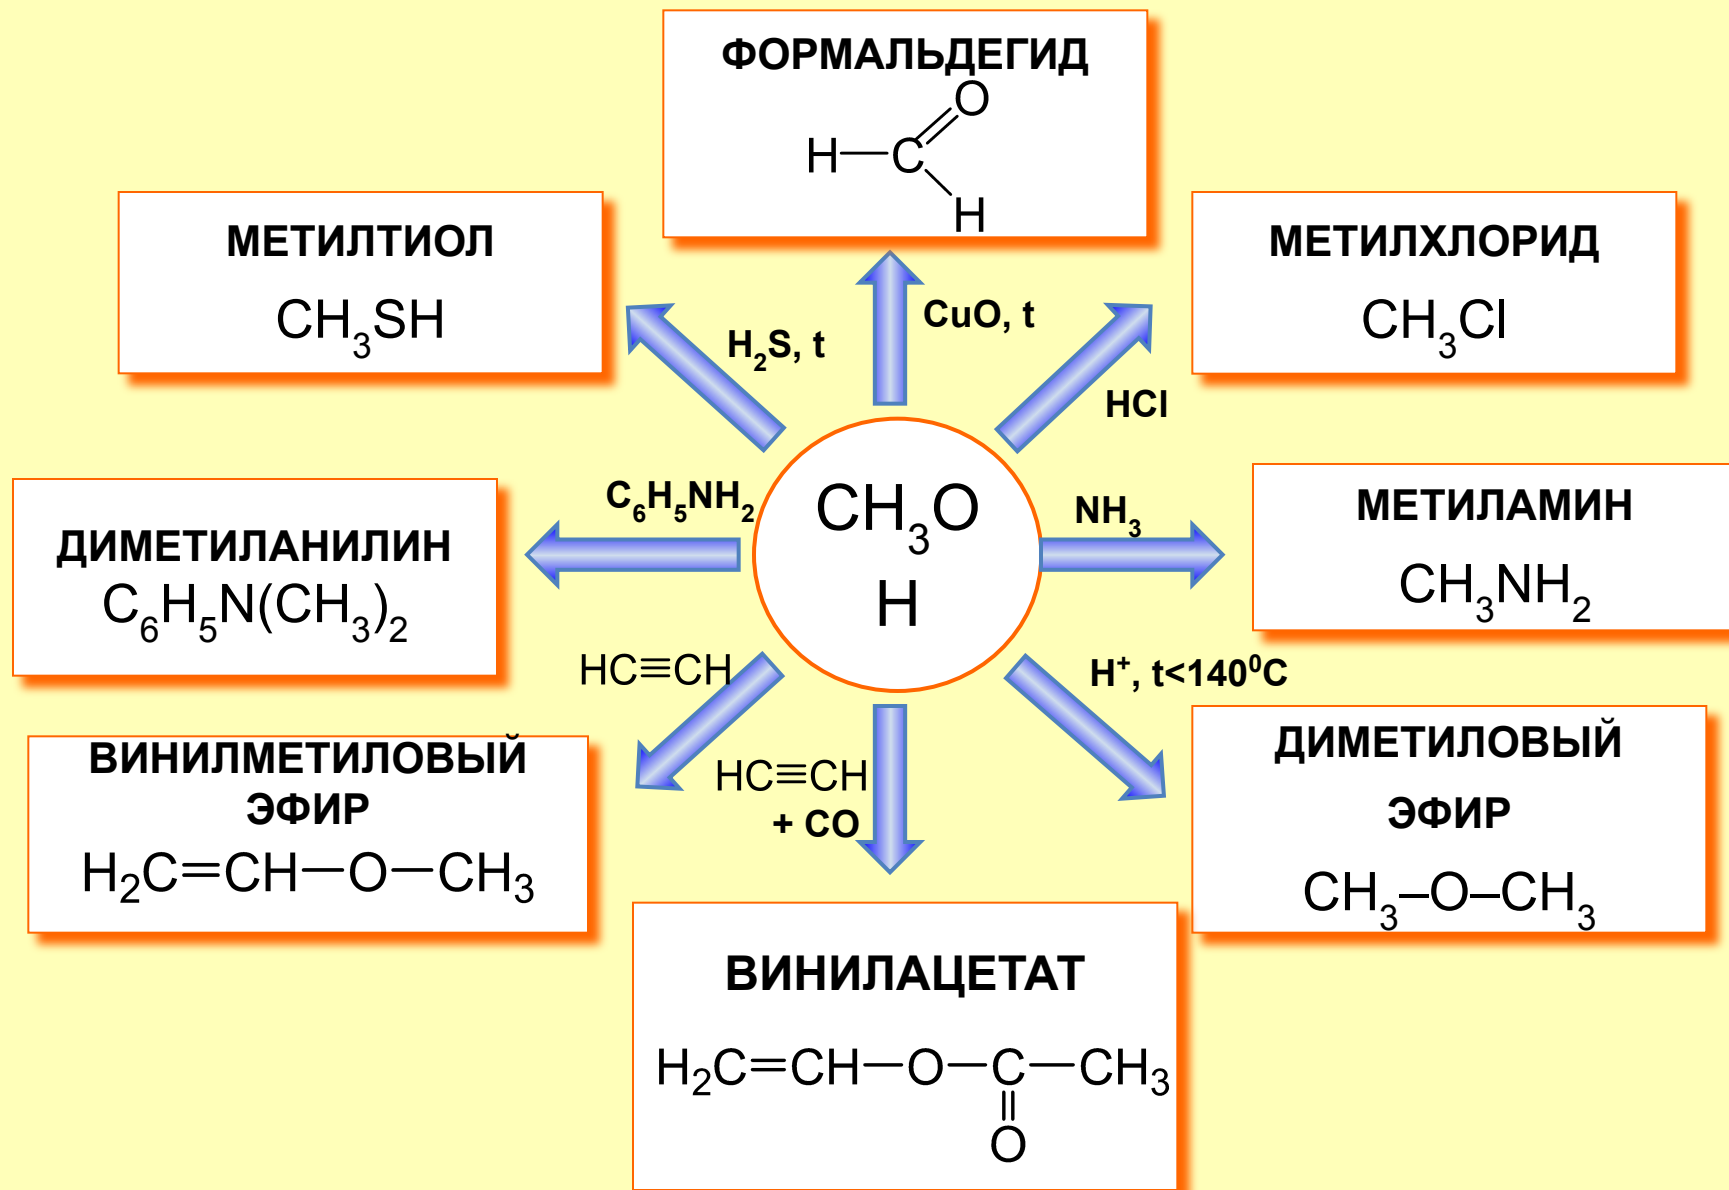 ФОРМАЛЬДЕГИД
O
H—C
H
МЕТИЛТИОЛ
CH₃SH
МЕТИЛХЛОРИД
CH₃Cl
H₂S, t
CuO, t
HCl
C₆H₅NH₂
CH₃O
H
NH₃
ДИМЕТИЛАНИЛИН
C₆H₅N(CH₃)₂
МЕТИЛАМИН
CH₃NH₂
HC≡CH
H⁺, t<140⁰C
ВИНИЛМЕТИЛОВЫЙ
ЭФИР
H₂C=CH—O—CH₃
HC≡CH
+ CO
ДИМЕТИЛОВЫЙ
ЭФИР
CH₃–O–CH₃
ВИНИЛАЦЕТАТ
H₂C=CH—O—C—CH₃
O